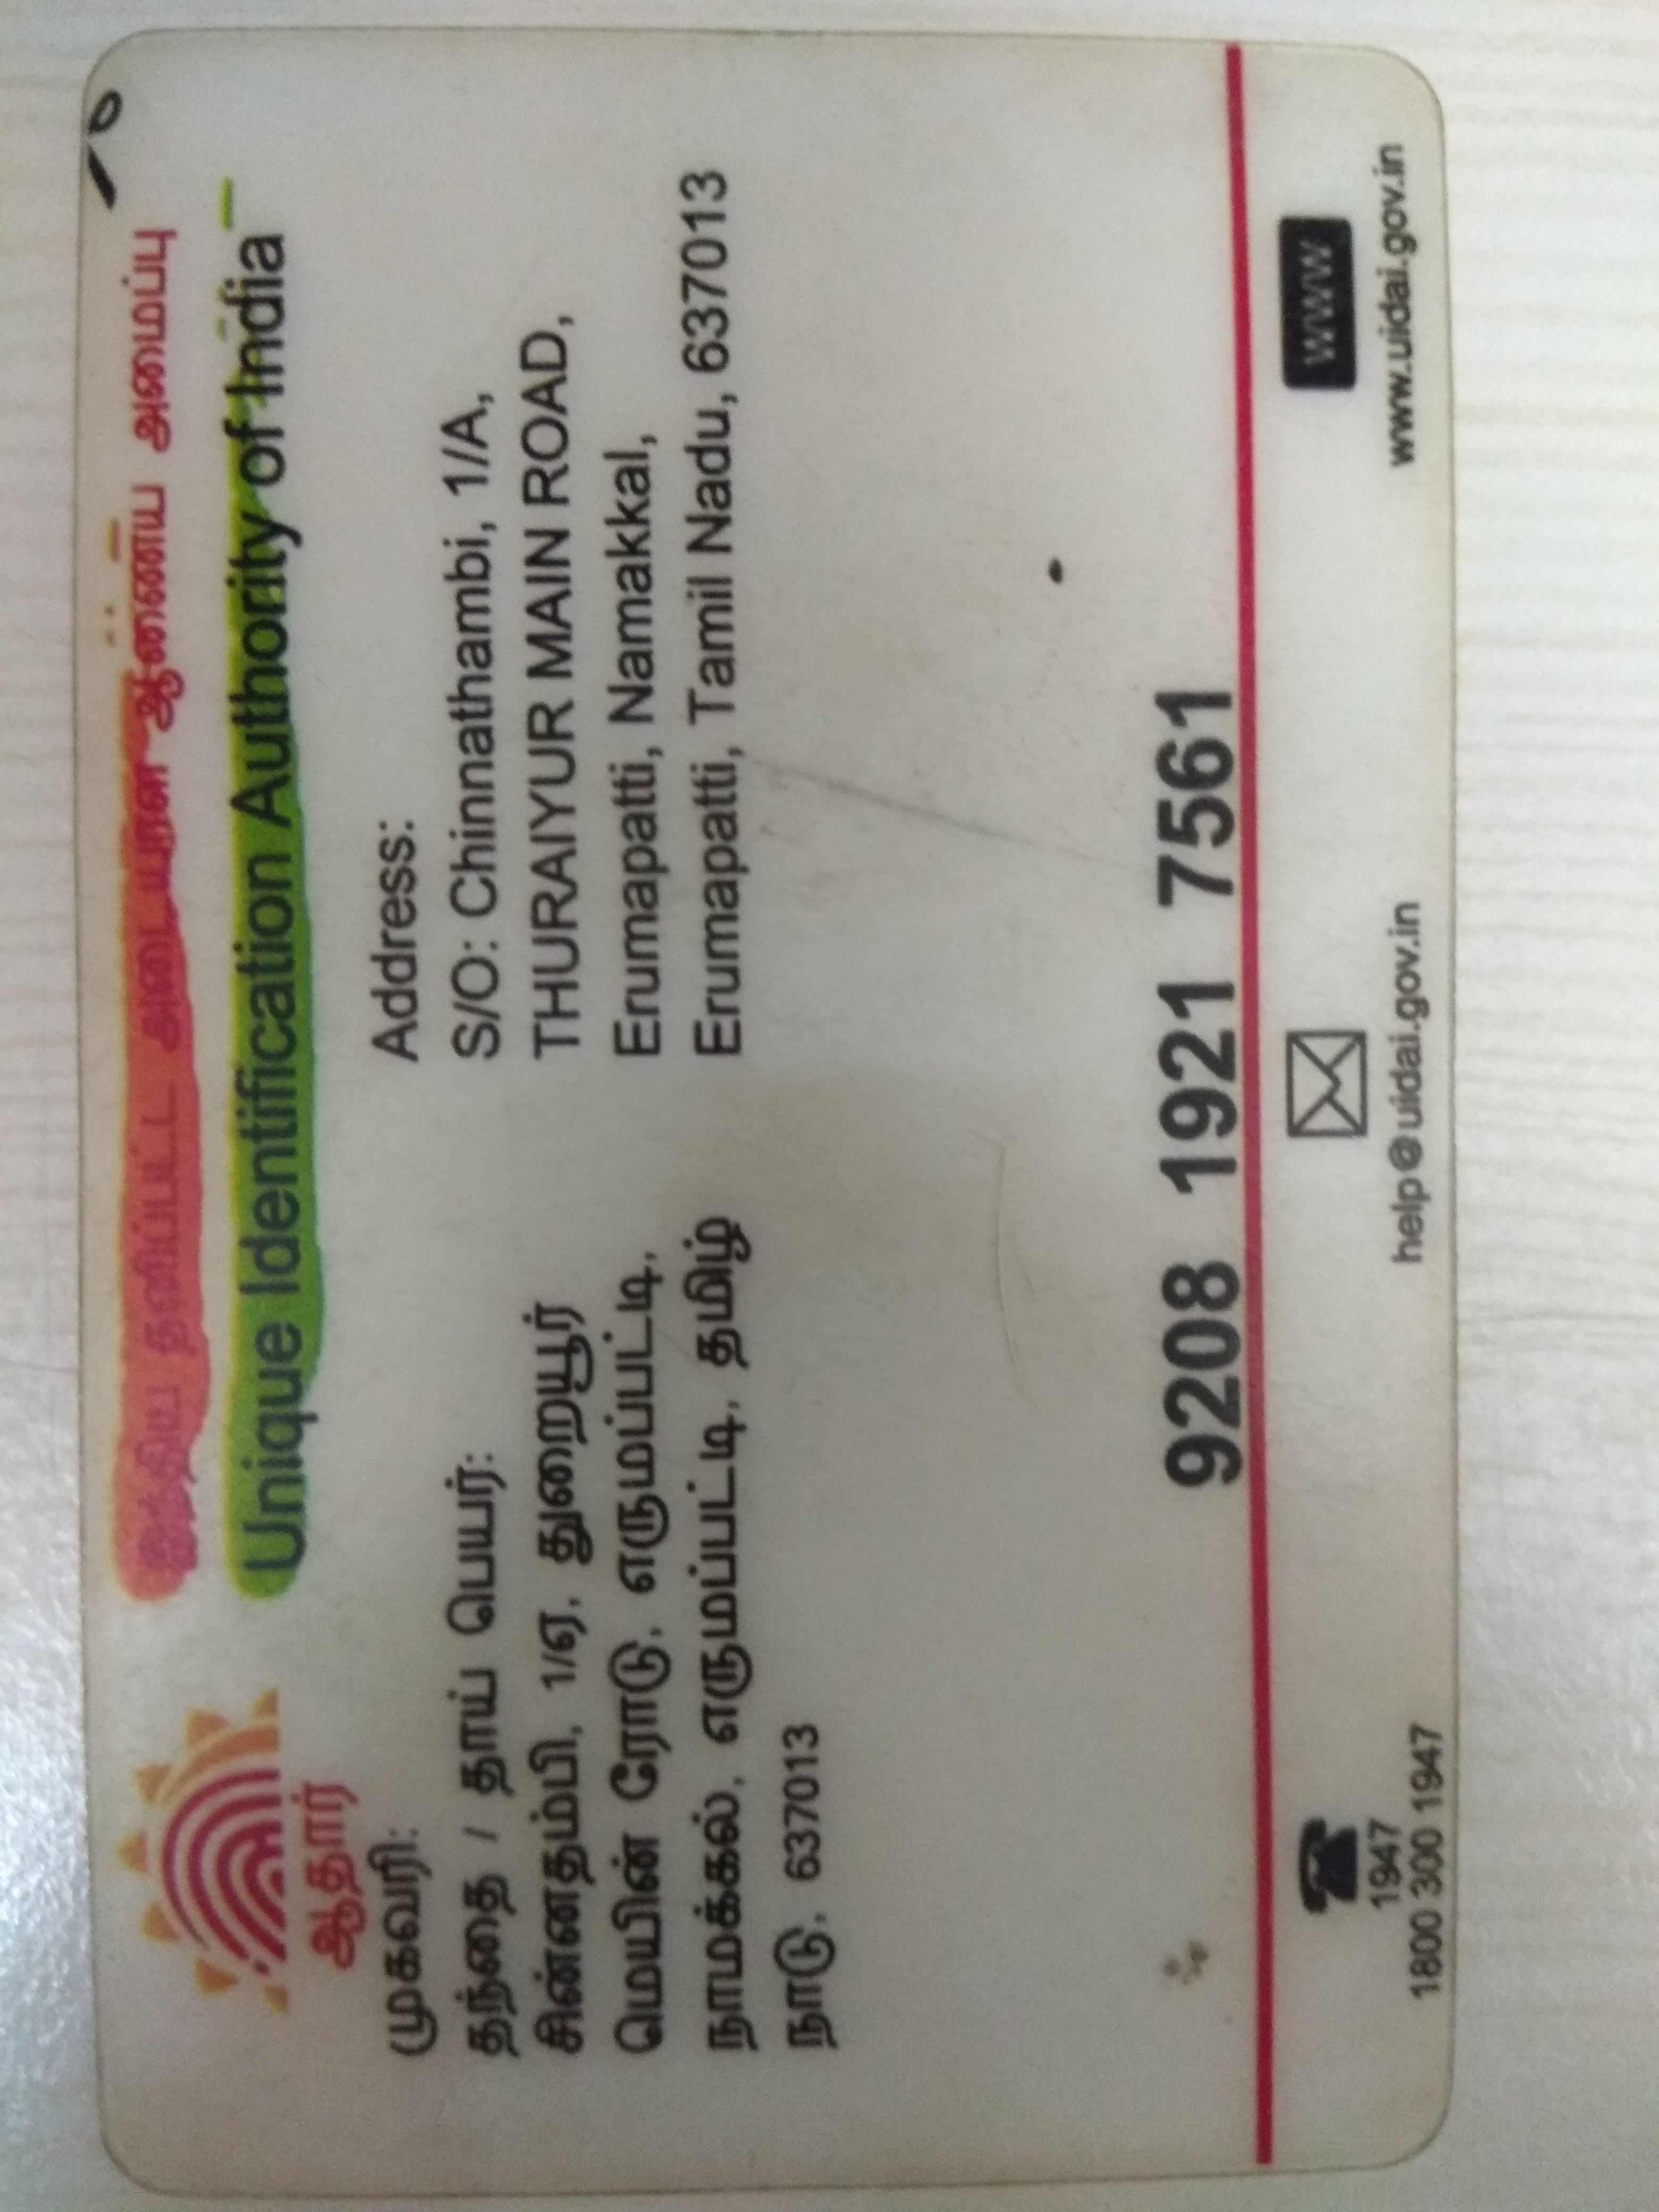 இந்திய தனிப்பட்ட அடையாள ஆணைய அமைப்பு
Unique Identification Authority of India
ஆதார்
முகவரி:
தந்தை / தாய் பெயர்:
சின்னதம்பி, 1/ஏ, துறையூர்
மெயின் ரோடு, எருமப்பட்டி,
நாமக்கல், எருமப்பட்டி, தமிழ்
நாடு, 637013
Address:
S/O: Chinnathambi, 1/A,
THURAIYUR MAIN ROAD,
Erumapatti, Namakkal,
Erumapatti, Tamil Nadu, 637013
9208 1921 7561
1947
1800 300 1947
help@uidai.gov.in
WWW
www.uidai.gov.in